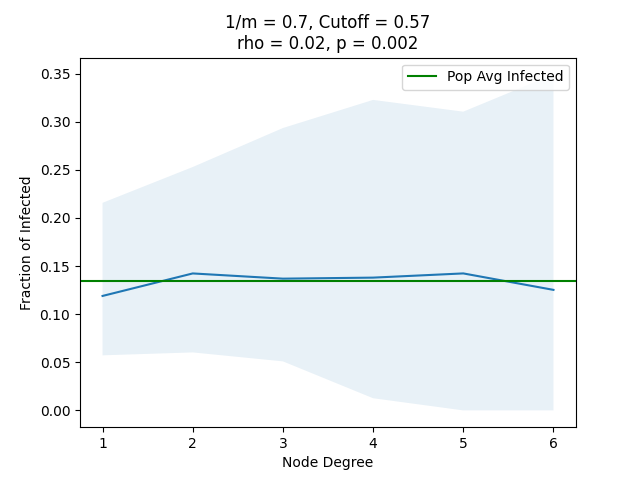 1/m = 0.7, Cutoff = 0.57
rho = 0.02, p = 0.002
Pop Avg Infected
0.35
0.30
0.25
0.20
0.15
0.10
0.05
0.00
Fraction of Infected
1 2 3 4 5 6
Node Degree